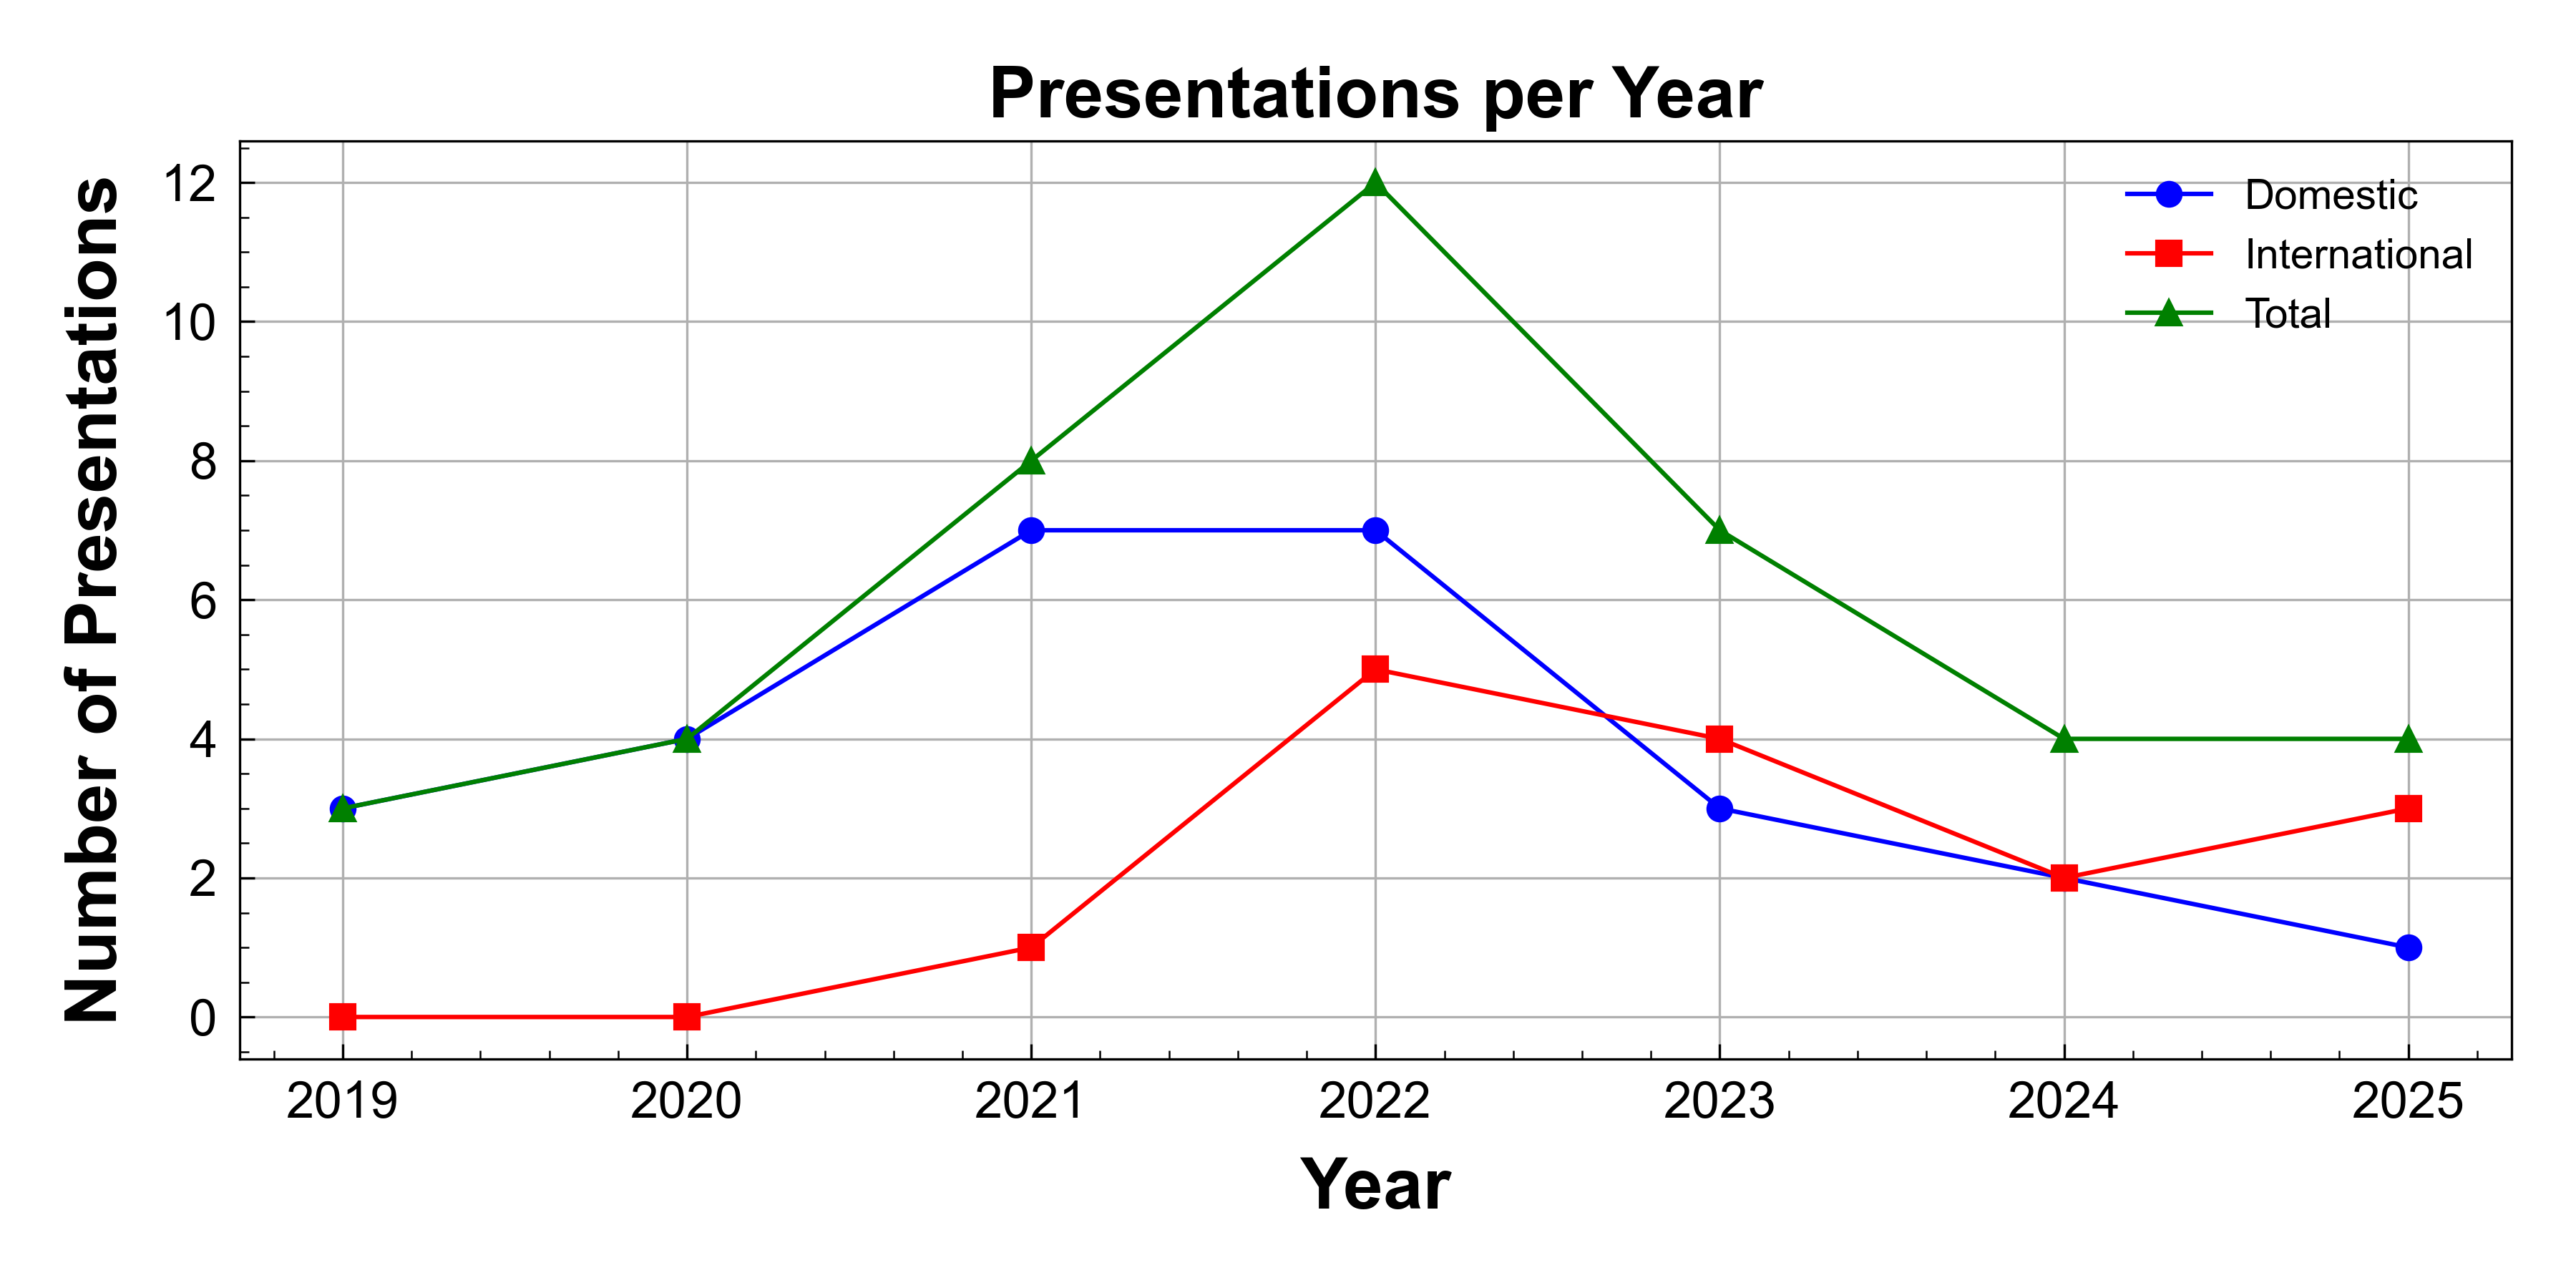 Presentations per Year
Number of Presentations
12
10
8
6
4
2
0
Domestic
International
Total
2019 2020 2021 2022 2023 2024 2025
Year